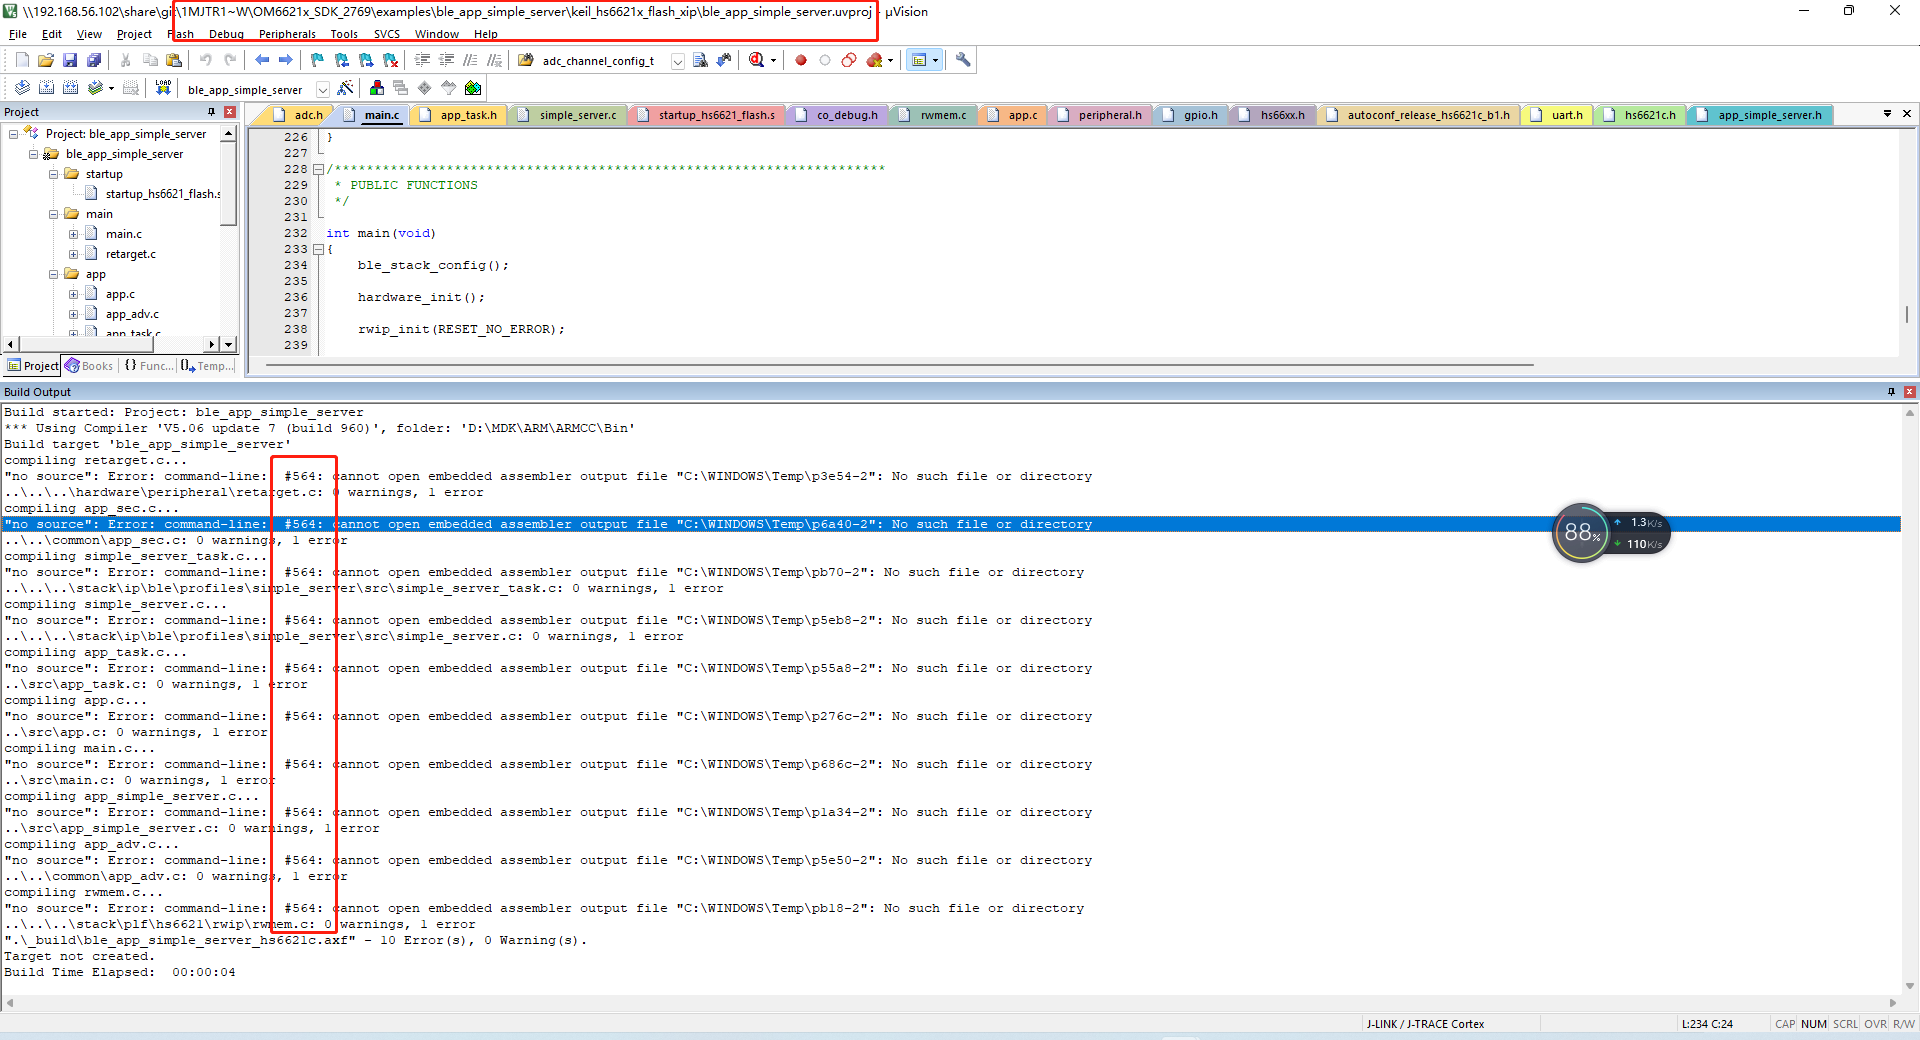 \\192.168.56.102\share\git\1MJTR1~W\OM6621x_SDK_2769\examples\ble_app_simple_server\keil_hs6621x_flash_xip\ble_app_simple_server.uvproj - µVision
File Edit View Project Flash Debug Peripherals Tools SVCS Window Help
adc_channel_config_t
LOAD ble_app_simple_server
Project
adc.h main.c app_task.h simple_server.c startup_hs6621_flash.s co_debug.h rwmem.c app.c peripheral.h gpio.h hs66xx.h autoconf_release_hs6621c_b1.h uart.h hs6621c.h app_simple_server.h
Project: ble_app_simple_server
ble_app_simple_server
startup
startup_hs6621_flash.s
main
main.c
retarget.c
app
app.c
app_adv.c
app_task.c
Project Books {} Func... Temp...
226 }
227
228 /**********************************************************************
229 * PUBLIC FUNCTIONS
230 */
231
232 int main(void)
233 {
234 ble_stack_config();
235
236 hardware_init();
237
238 rwip_init(RESET_NO_ERROR);
239
Build Output
Build started: Project: ble_app_simple_server
*** Using Compiler 'V5.06 update 7 (build 960)', folder: 'D:\MDK\ARM\ARMCC\Bin'
Build target 'ble_app_simple_server'
compiling retarget.c...
"no source": Error: command-line: #564: cannot open embedded assembler output file "C:\WINDOWS\Temp\p3e54-2": No such file or directory
..\..\..\hardware\peripheral\retarget.c: 0 warnings, 1 error
compiling app_sec.c...
"no source": Error: command-line: #564: cannot open embedded assembler output file "C:\WINDOWS\Temp\p6a40-2": No such file or directory
..\..\common\app_sec.c: 0 warnings, 1 error
compiling simple_server_task.c...
"no source": Error: command-line: #564: cannot open embedded assembler output file "C:\WINDOWS\Temp\pb70-2": No such file or directory
..\..\..\stack\ip\ble\profiles\simple_server\src\simple_server_task.c: 0 warnings, 1 error
compiling simple_server.c...
"no source": Error: command-line: #564: cannot open embedded assembler output file "C:\WINDOWS\Temp\p5eb8-2": No such file or directory
..\..\..\stack\ip\ble\profiles\simple_server\src\simple_server.c: 0 warnings, 1 error
compiling app_task.c...
"no source": Error: command-line: #564: cannot open embedded assembler output file "C:\WINDOWS\Temp\p55a8-2": No such file or directory
..\src\app_task.c: 0 warnings, 1 error
compiling app.c...
"no source": Error: command-line: #564: cannot open embedded assembler output file "C:\WINDOWS\Temp\p276c-2": No such file or directory
..\src\app.c: 0 warnings, 1 error
compiling main.c...
"no source": Error: command-line: #564: cannot open embedded assembler output file "C:\WINDOWS\Temp\p686c-2": No such file or directory
..\src\main.c: 0 warnings, 1 error
compiling app_simple_server.c...
"no source": Error: command-line: #564: cannot open embedded assembler output file "C:\WINDOWS\Temp\p1a34-2": No such file or directory
..\src\app_simple_server.c: 0 warnings, 1 error
compiling app_adv.c...
"no source": Error: command-line: #564: cannot open embedded assembler output file "C:\WINDOWS\Temp\p5e50-2": No such file or directory
..\..\common\app_adv.c: 0 warnings, 1 error
compiling rwmem.c...
"no source": Error: command-line: #564: cannot open embedded assembler output file "C:\WINDOWS\Temp\pb18-2": No such file or directory
..\..\..\stack\plf\hs6621\rwip\rwmem.c: 0 warnings, 1 error
".\_build\ble_app_simple_server_hs6621c.axf" - 10 Error(s), 0 Warning(s).
Target not created.
Build Time Elapsed: 00:00:04
88% 1.3K/s
110K/s
J-LINK / J-TRACE Cortex L:234 C:24 CAP NUM SCRL OVR R/W